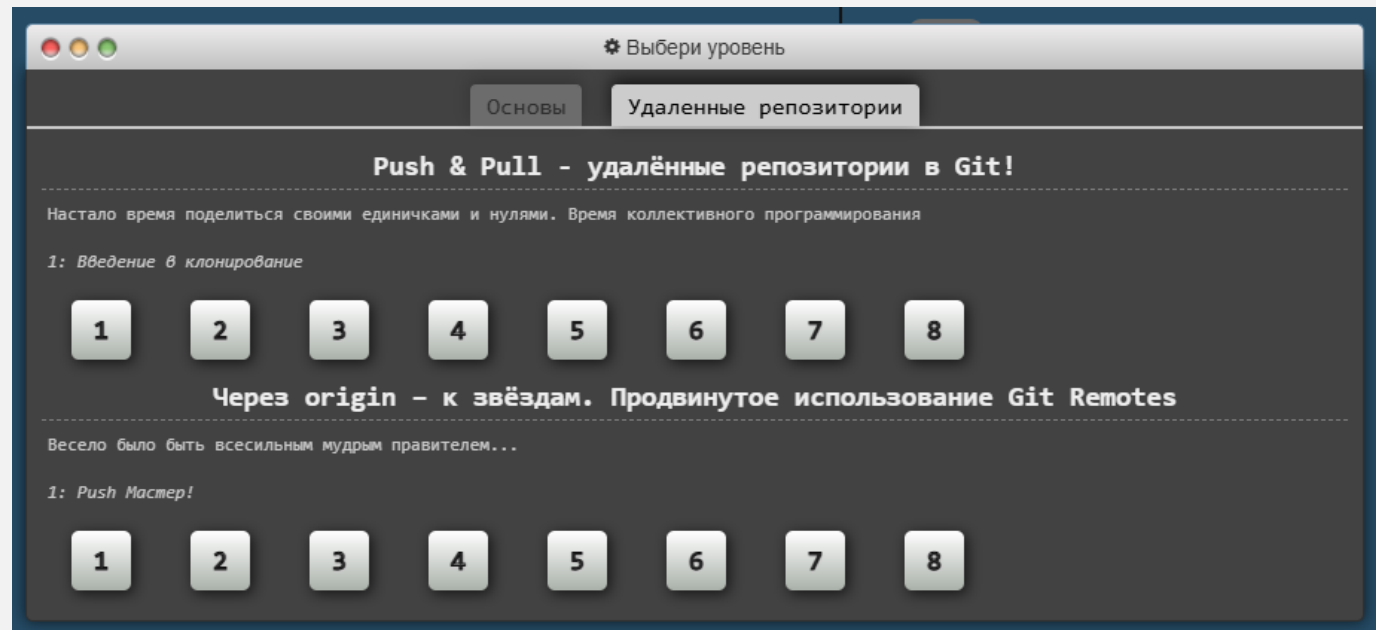 Выбери уровень
Основы Удаленные репозитории
Push & Pull - удалённые репозитории в Git!
Настало время поделиться своими единичками и нулями. Время коллективного программирования
1: Введение в клонирование
1 2 3 4 5 6 7 8
Через origin – к звёздам. Продвинутое использование Git Remotes
Весело было быть всесильным мудрым правителем...
1: Push Мастер!
1 2 3 4 5 6 7 8